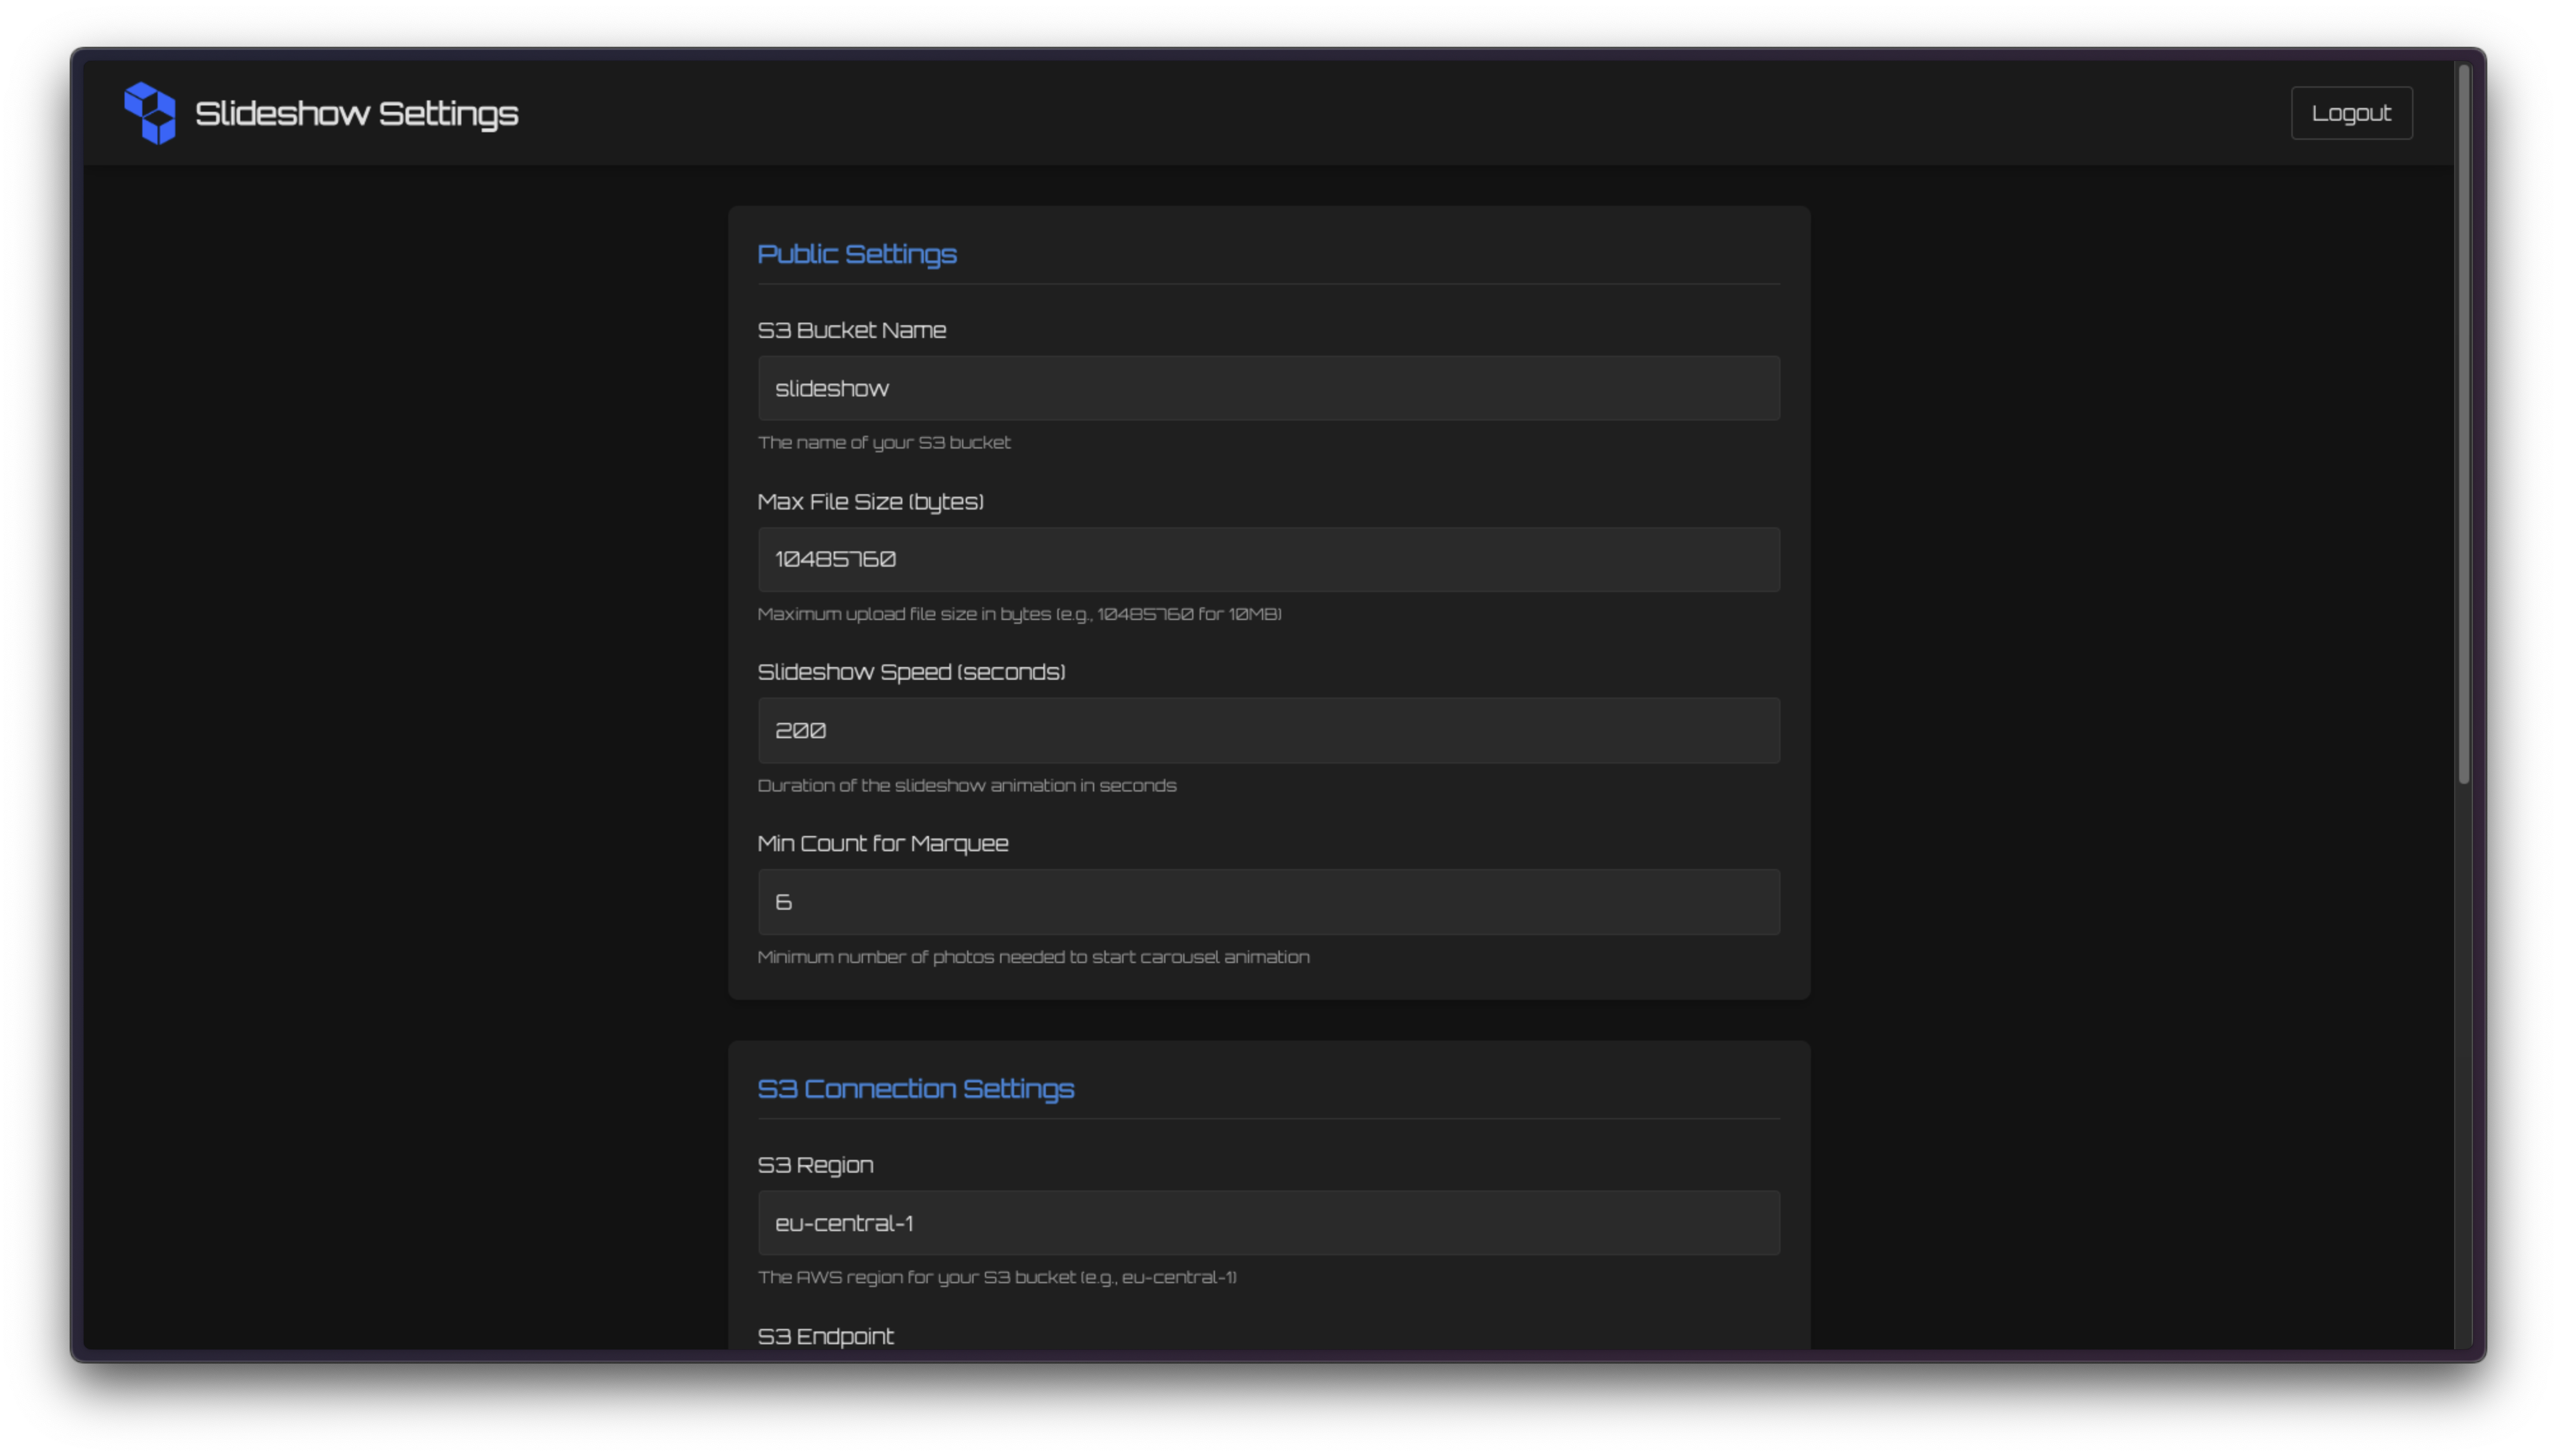 Slideshow Settings
Logout
Public Settings
S3 Bucket Name
slideshow
The name of your S3 bucket
Max File Size (bytes)
10485760
Maximum upload file size in bytes (e.g., 10485760 for 10MB)
Slideshow Speed (seconds)
200
Duration of the slideshow animation in seconds
Min Count for Marquee
6
Minimum number of photos needed to start carousel animation
S3 Connection Settings
S3 Region
eu-central-1
The AWS region for your S3 bucket (e.g., eu-central-1)
S3 Endpoint